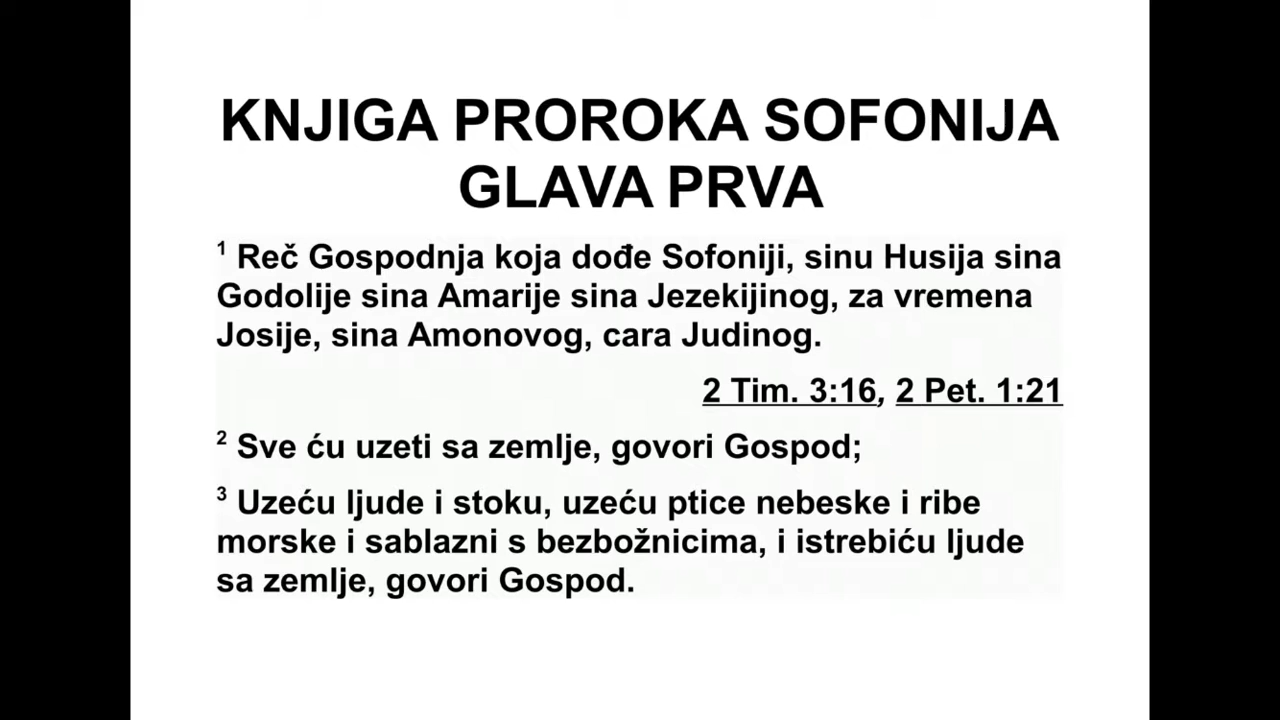 KNJIGA PROROKA SOFONIJA
GLAVA PRVA
1 Reč Gospodnja koja dođe Sofoniji, sinu Husija sina
Godolije sina Amarije sina Jezekijinog, za vremena
Josije, sina Amonovog, cara Judinog.
2 Tim. 3:16, 2 Pet. 1:21
2 Sve ću uzeti sa zemlje, govori Gospod;
3 Uzeću ljude i stoku, uzeću ptice nebeske i ribe
morske i sablazni s bezbožnicima, i istrebiću ljude
sa zemlje, govori Gospod.